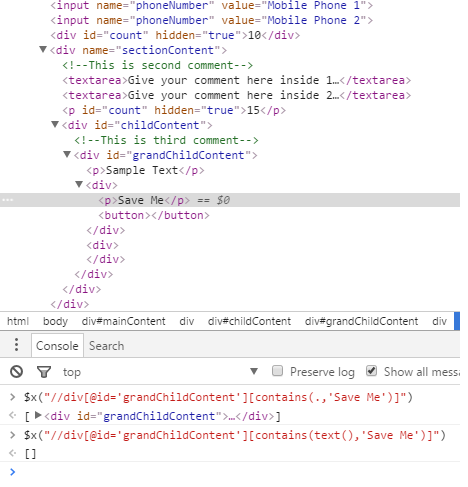 <input name="phoneNumber" value="Mobile Phone 1">
<input name="phoneNumber" value="Mobile Phone 2">
<div id="count" hidden="true">10</div>
<div name="sectionContent">
<!--This is second comment-->
<textarea>Give your comment here inside 1…</textarea>
<textarea>Give your comment here inside 2…</textarea>
<p id="count" hidden="true">15</p>
<div id="childContent">
<!--This is third comment-->
<div id="grandChildContent">
<p>Sample Text</p>
<div>
<p>Save Me</p> == $0
<button></button>
</div>
<div>
</div>
</div>
</div>
</div>
html body div#mainContent div div#childContent div#grandChildContent div
Console Search
top Preserve log Show all messa
> $x("//div[@id='grandChildContent'][contains(.,'Save Me')]")
[ <div id="grandChildContent">…</div>]
> $x("//div[@id='grandChildContent'][contains(text(),'Save Me')]")
[]
>